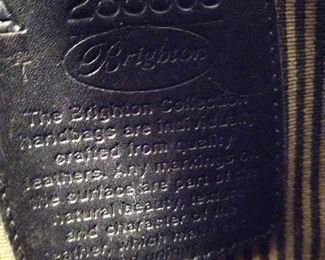 Brighton
"The Brighton Collection
handbags are individually
crafted from quality
leathers. Any markings on
the surface are part of the
natural beauty, texture
and character of the
leather, which